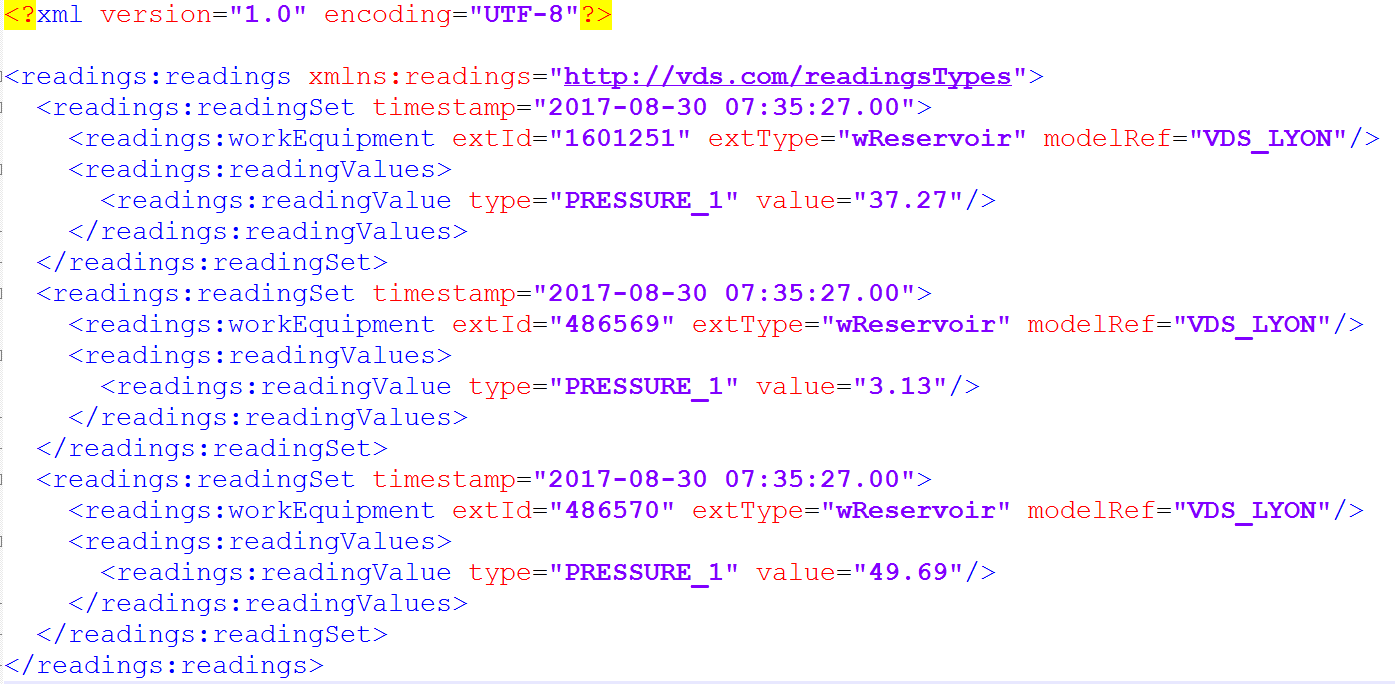 <?xml version="1.0" encoding="UTF-8"?>
<readings:readings xmlns:readings="http://vds.com/readingsTypes">
<readings:readingSet timestamp="2017-08-30 07:35:27.00">
<readings:workEquipment extId="1601251" extType="wReservoir" modelRef="VDS_LYON"/>
<readings:readingValues>
<readings:readingValue type="PRESSURE_1" value="37.27"/>
</readings:readingValues>
</readings:readingSet>
<readings:readingSet timestamp="2017-08-30 07:35:27.00">
<readings:workEquipment extId="486569" extType="wReservoir" modelRef="VDS_LYON"/>
<readings:readingValues>
<readings:readingValue type="PRESSURE_1" value="3.13"/>
</readings:readingValues>
</readings:readingSet>
<readings:readingSet timestamp="2017-08-30 07:35:27.00">
<readings:workEquipment extId="486570" extType="wReservoir" modelRef="VDS_LYON"/>
<readings:readingValues>
<readings:readingValue type="PRESSURE_1" value="49.69"/>
</readings:readingValues>
</readings:readingSet>
</readings:readings>